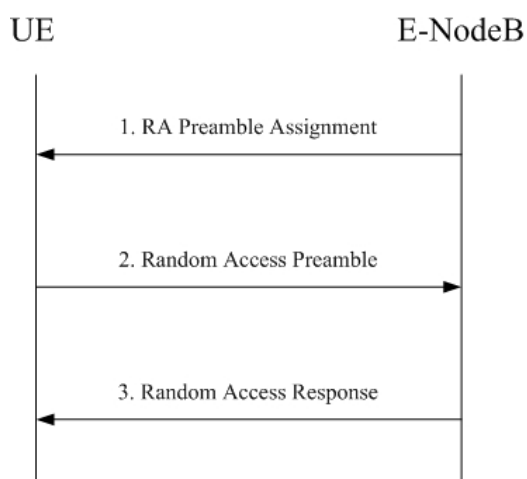 UE
E-NodeB
1. RA Preamble Assignment
2. Random Access Preamble
3. Random Access Response